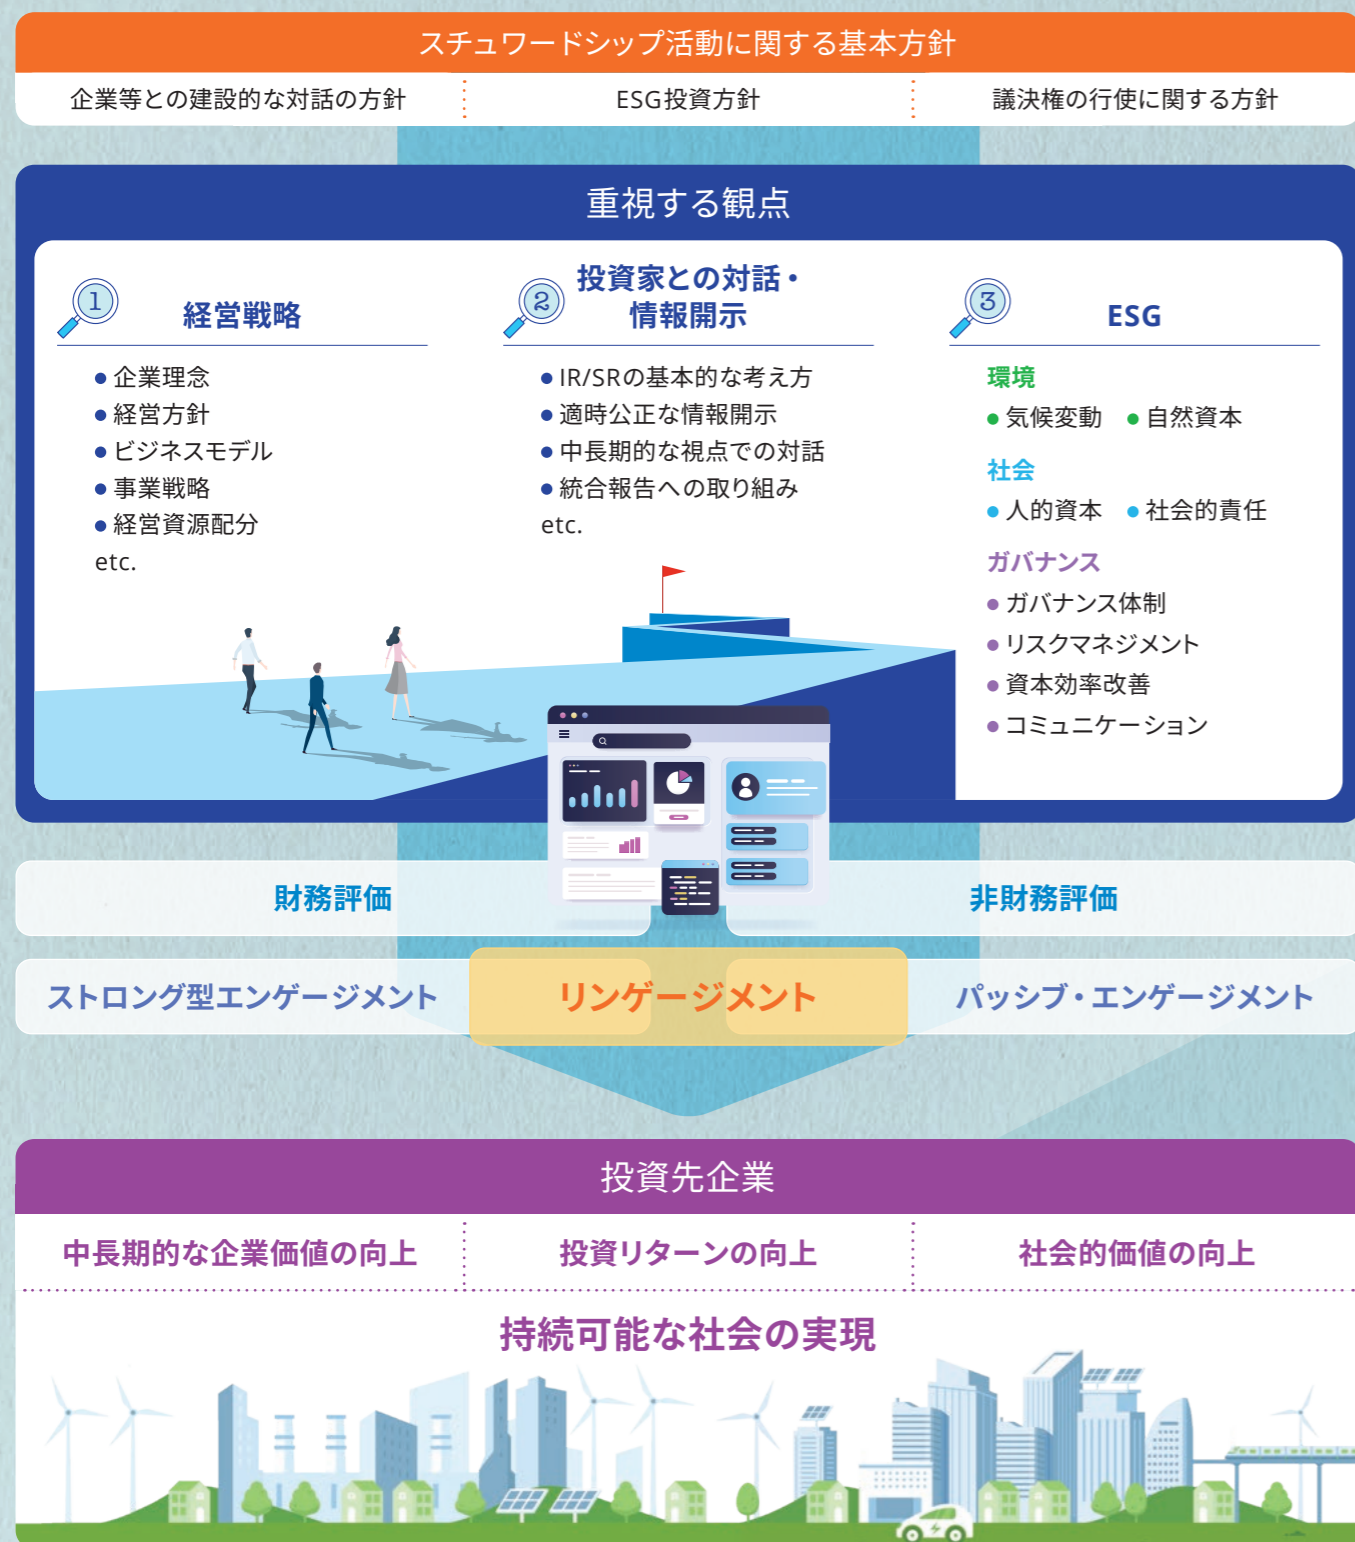 スチュワードシップ活動に関する基本方針
企業等との建設的な対話の方針
ESG投資方針
議決権の行使に関する方針
重視する観点
1
経営戦略
● 企業理念
● 経営方針
● ビジネスモデル
● 事業戦略
● 経営資源配分
etc.
2
投資家との対話・
情報開示
● IR/SRの基本的な考え方
● 適時公正な情報開示
● 中長期的な視点での対話
● 統合報告への取り組み
etc.
3
ESG
環境
● 気候変動 ● 自然資本
社会
● 人的資本 ● 社会的責任
ガバナンス
● ガバナンス体制
● リスクマネジメント
● 資本効率改善
● コミュニケーション
財務評価
非財務評価
ストロング型エンゲージメント
リンゲージメント
パッシブ・エンゲージメント
投資先企業
中長期的な企業価値の向上
投資リターンの向上
社会的価値の向上
持続可能な社会の実現